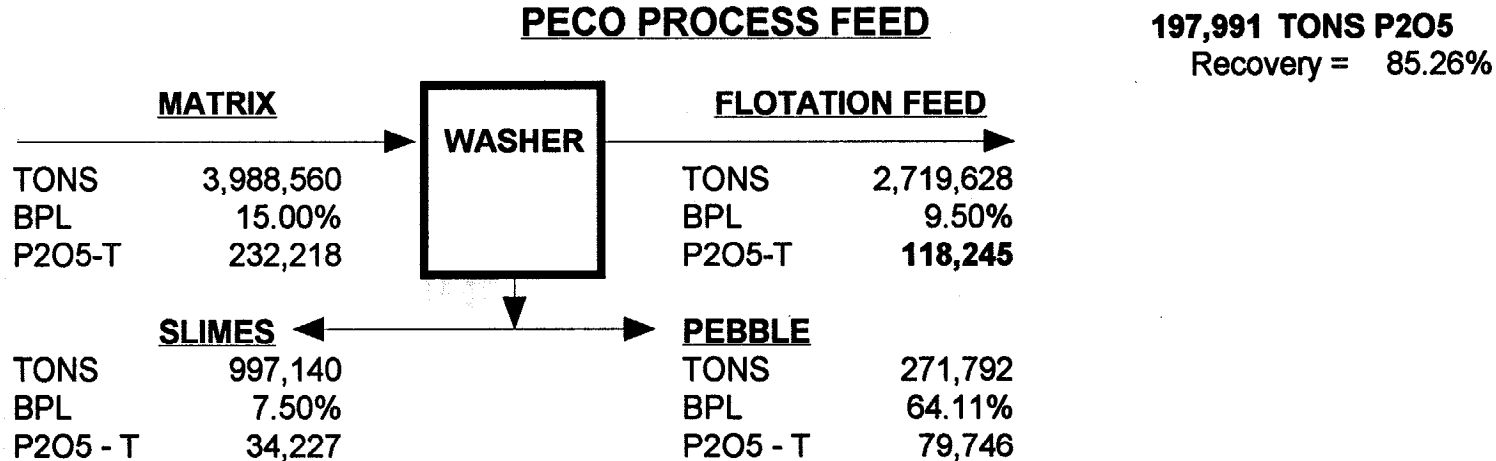 PECO PROCESS FEED
197,991 TONS P2O5
Recovery = 85.26%
MATRIX
WASHER
FLOTATION FEED
TONS 3,988,560
BPL 15.00%
P2O5-T 232,218
TONS 2,719,628
BPL 9.50%
P2O5-T 118,245
SLIMES
TONS 997,140
BPL 7.50%
P2O5 - T 34,227
PEBBLE
TONS 271,792
BPL 64.11%
P2O5 - T 79,746